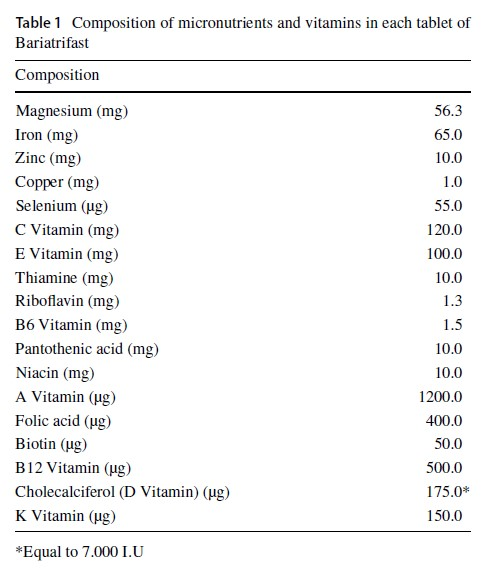 Table 1 Composition of micronutrients and vitamins in each tablet of
Bariatrifast
Composition
Magnesium (mg) 56.3
Iron (mg) 65.0
Zinc (mg) 10.0
Copper (mg) 1.0
Selenium (μg) 55.0
C Vitamin (mg) 120.0
E Vitamin (mg) 100.0
Thiamine (mg) 10.0
Riboflavin (mg) 1.3
B6 Vitamin (mg) 1.5
Pantothenic acid (mg) 10.0
Niacin (mg) 10.0
A Vitamin (μg) 1200.0
Folic acid (μg) 400.0
Biotin (μg) 50.0
B12 Vitamin (μg) 500.0
Cholecalciferol (D Vitamin) (μg) 175.0*
K Vitamin (μg) 150.0
*Equal to 7.000 I.U